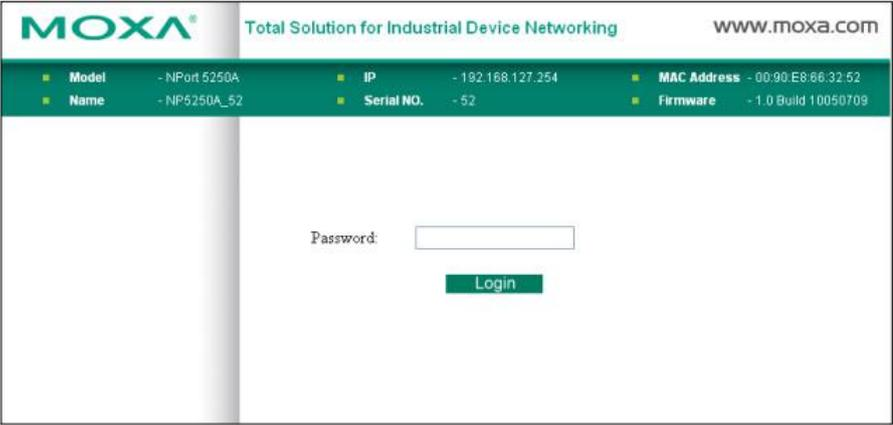 MOXA® Total Solution for Industrial Device Networking www.moxa.com
Model - NPort 5250A IP - 192.168.127.254 MAC Address - 00:90:E8:66:32:52
Name - NP5250A_52 Serial NO. - 52 Firmware - 1.0 Build 10050709
Password:
Login